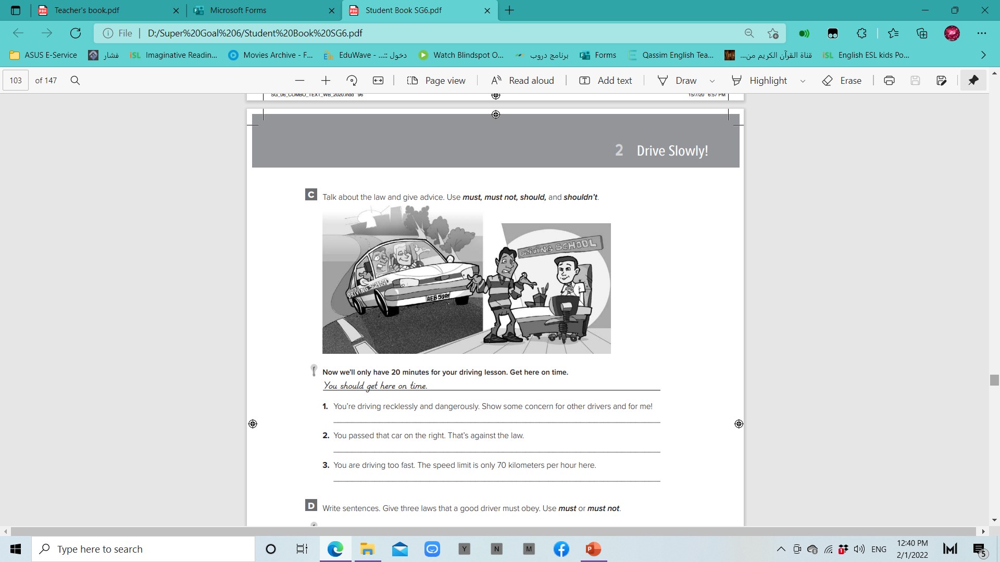 Teacher's book.pdf
Microsoft Forms
Student Book SG6.pdf
File
D:/Super%20Goal%206/Student%20Book%20SG6.pdf
ASUS E-Service
فشار
iSL Imaginative Readin...
Movies Archive - F...
EduWave - ...:: دخول
Watch Blindspot O...
برنامج دروب
Forms
Qassim English Tea...
قناة القرآن الكريم من...
iSL English ESL kids Po...
103 of 147
Page view
Read aloud
Add text
Draw
Highlight
Erase
SG_06_COMBO_TEXT_WB_2020.indd 96
15/7/20 6:57 PM
2 Drive Slowly!
C Talk about the law and give advice. Use must, must not, should, and shouldn't.
DRIVING SCHOOL
DRIVING SCHOOL
AEB 5391
Now we'll only have 20 minutes for your driving lesson. Get here on time.
You should get here on time.
1. You're driving recklessly and dangerously. Show some concern for other drivers and for me!
2. You passed that car on the right. That's against the law.
3. You are driving too fast. The speed limit is only 70 kilometers per hour here.
D Write sentences. Give three laws that a good driver must obey. Use must or must not.
Type here to search
Y
N
M
1
ENG
12:40 PM
2/1/2022
5